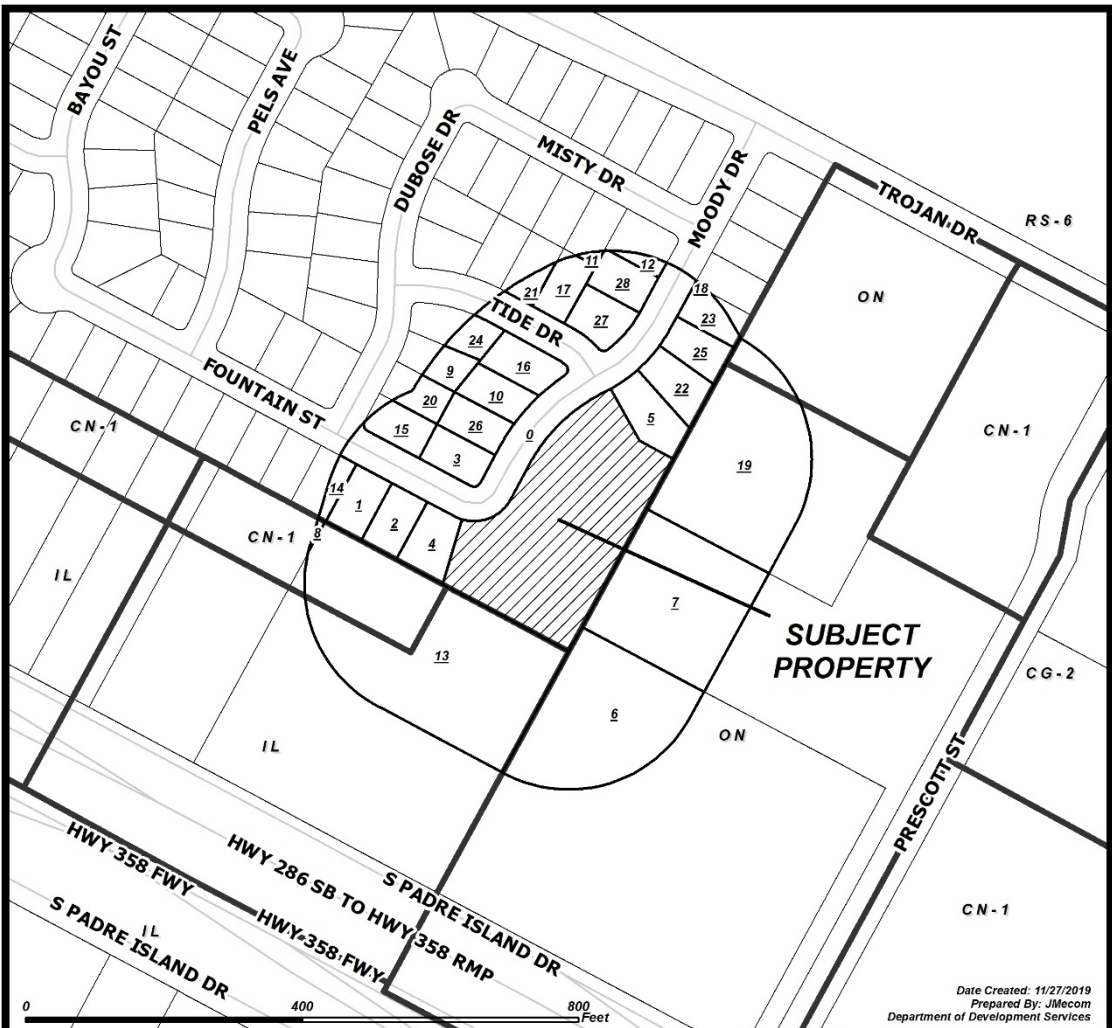 BAYOU ST
PELS AVE
DUBOSE DR
MISTY DR
MOODY DR
TROJAN DR
RS-6
ON
11
12
28
18
21
17
TIDE DR
27
23
25
24
16
9
22
10
20
5
FOUNTAIN ST
15
26
0
3
CN-1
CN-1
19
14
1
2
8
4
CN-1
IL
7
SUBJECT
PROPERTY
13
6
CG-2
ON
IL
PRESCOTT ST
HWY 358 FWY
HWY 286 SB TO HWY 358 RMP
S PADRE ISLAND DR
S PADRE ISLAND DR
IL
HWY 358 FWY
CN-1
0 400 800
Feet
Date Created: 11/27/2019
Prepared By: JMecom
Department of Development Services